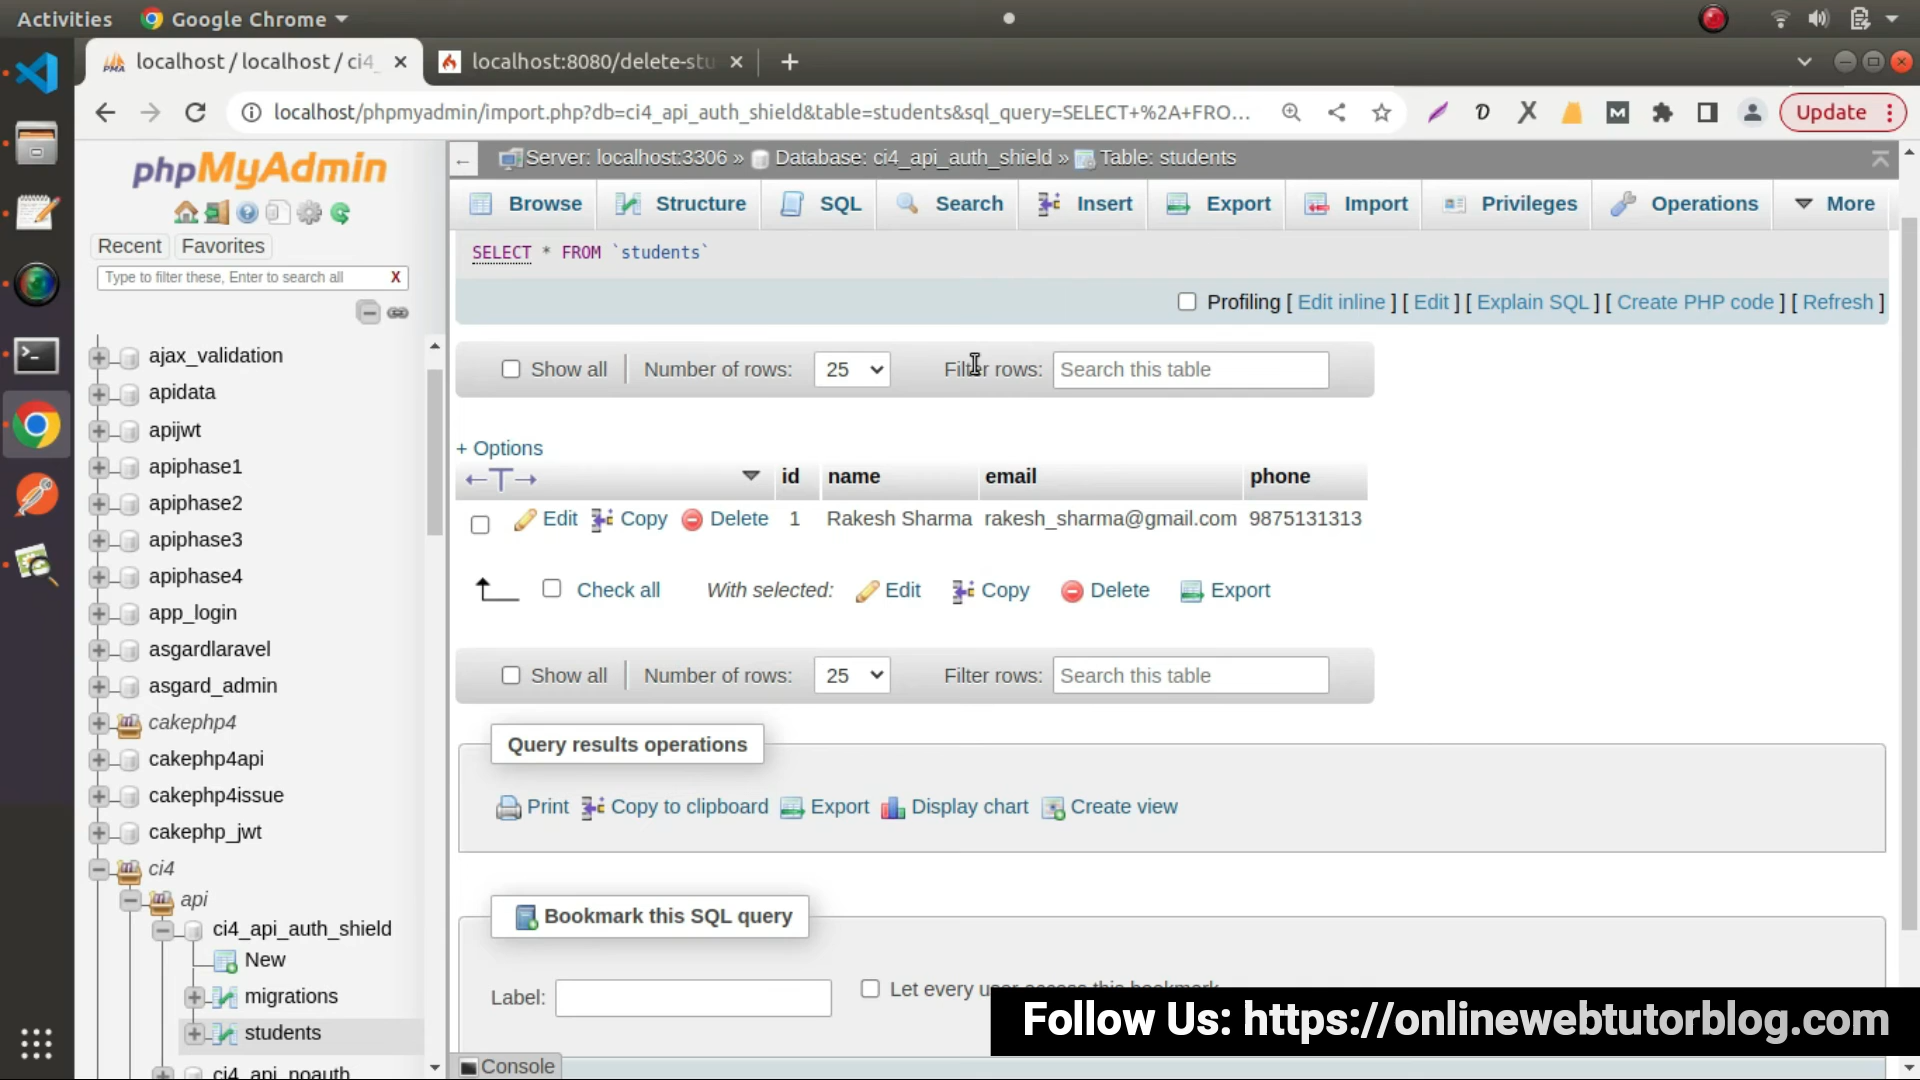 Activities
Google Chrome
localhost / localhost / ci4_
localhost:8080/delete-stu
localhost/phpmyadmin/import.php?db=ci4_api_auth_shield&table=students&sql_query=SELECT+%2A+FRO...
Update
phpMyAdmin
Recent
Favorites
Type to filter these, Enter to search all
X
ajax_validation
apidata
apijwt
apiphase1
apiphase2
apiphase3
apiphase4
app_login
asgardlaravel
asgard_admin
cakephp4
cakephp4api
cakephp4issue
cakephp_jwt
ci4
api
ci4_api_auth_shield
New
migrations
students
ci4_api_noauth
Server: localhost:3306 » Database: ci4_api_auth_shield » Table: students
Browse Structure SQL Search Insert Export Import Privileges Operations More
SELECT * FROM `students`
Profiling [ Edit inline ] [ Edit ] [ Explain SQL ] [ Create PHP code ] [ Refresh ]
Show all Number of rows: 25 Filter rows: Search this table
+ Options
id name email phone
Edit Copy Delete 1 Rakesh Sharma rakesh_sharma@gmail.com 9875131313
Check all With selected: Edit Copy Delete Export
Show all Number of rows: 25 Filter rows: Search this table
Query results operations
Print Copy to clipboard Export Display chart Create view
Bookmark this SQL query
Label: Let every user access this bookmark
Console
Follow Us: https://onlinewebtutorblog.com